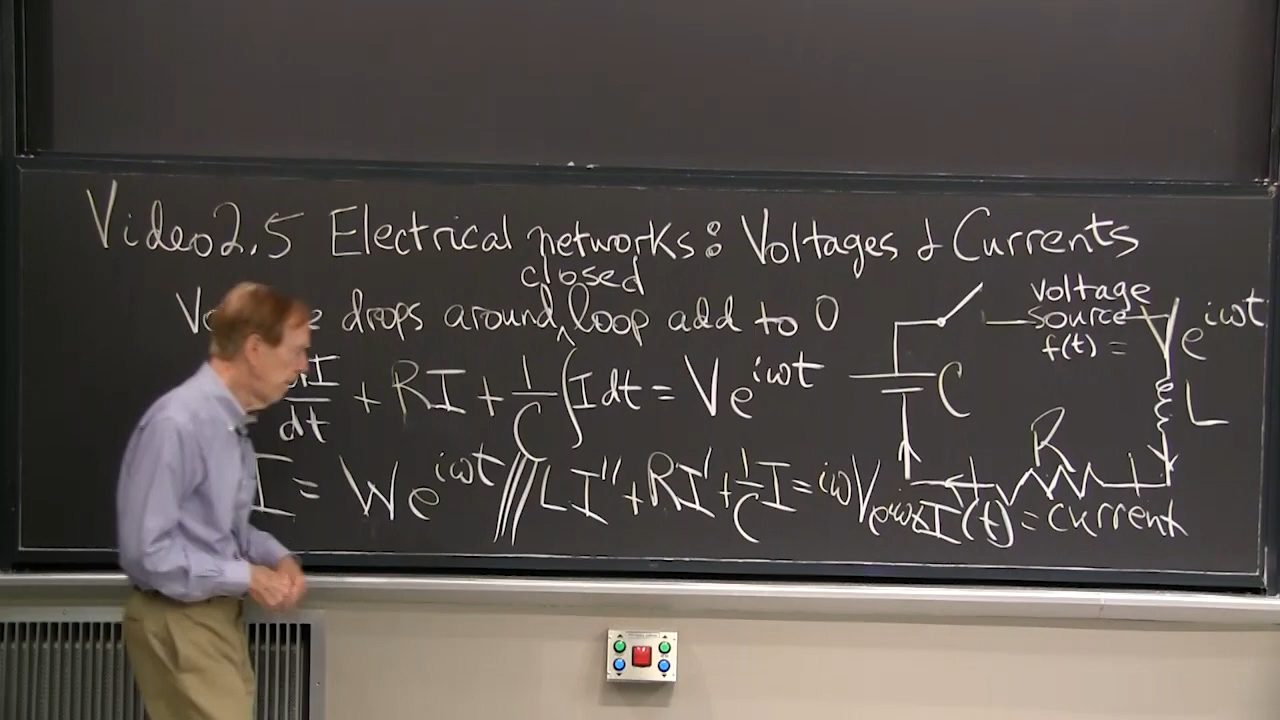 Video 2.5 Electrical networks: Voltages & Currents
closed
drops around loop add to 0
I/dt + RI + 1/C ∫I dt = Ve^{iωt}
I = We^{iωt} /// LI'' + RI' + 1/C I = iωVe^{iωt}
voltage
source
f(t) = Ve^{iωt}
C
L
R
I(t) = current